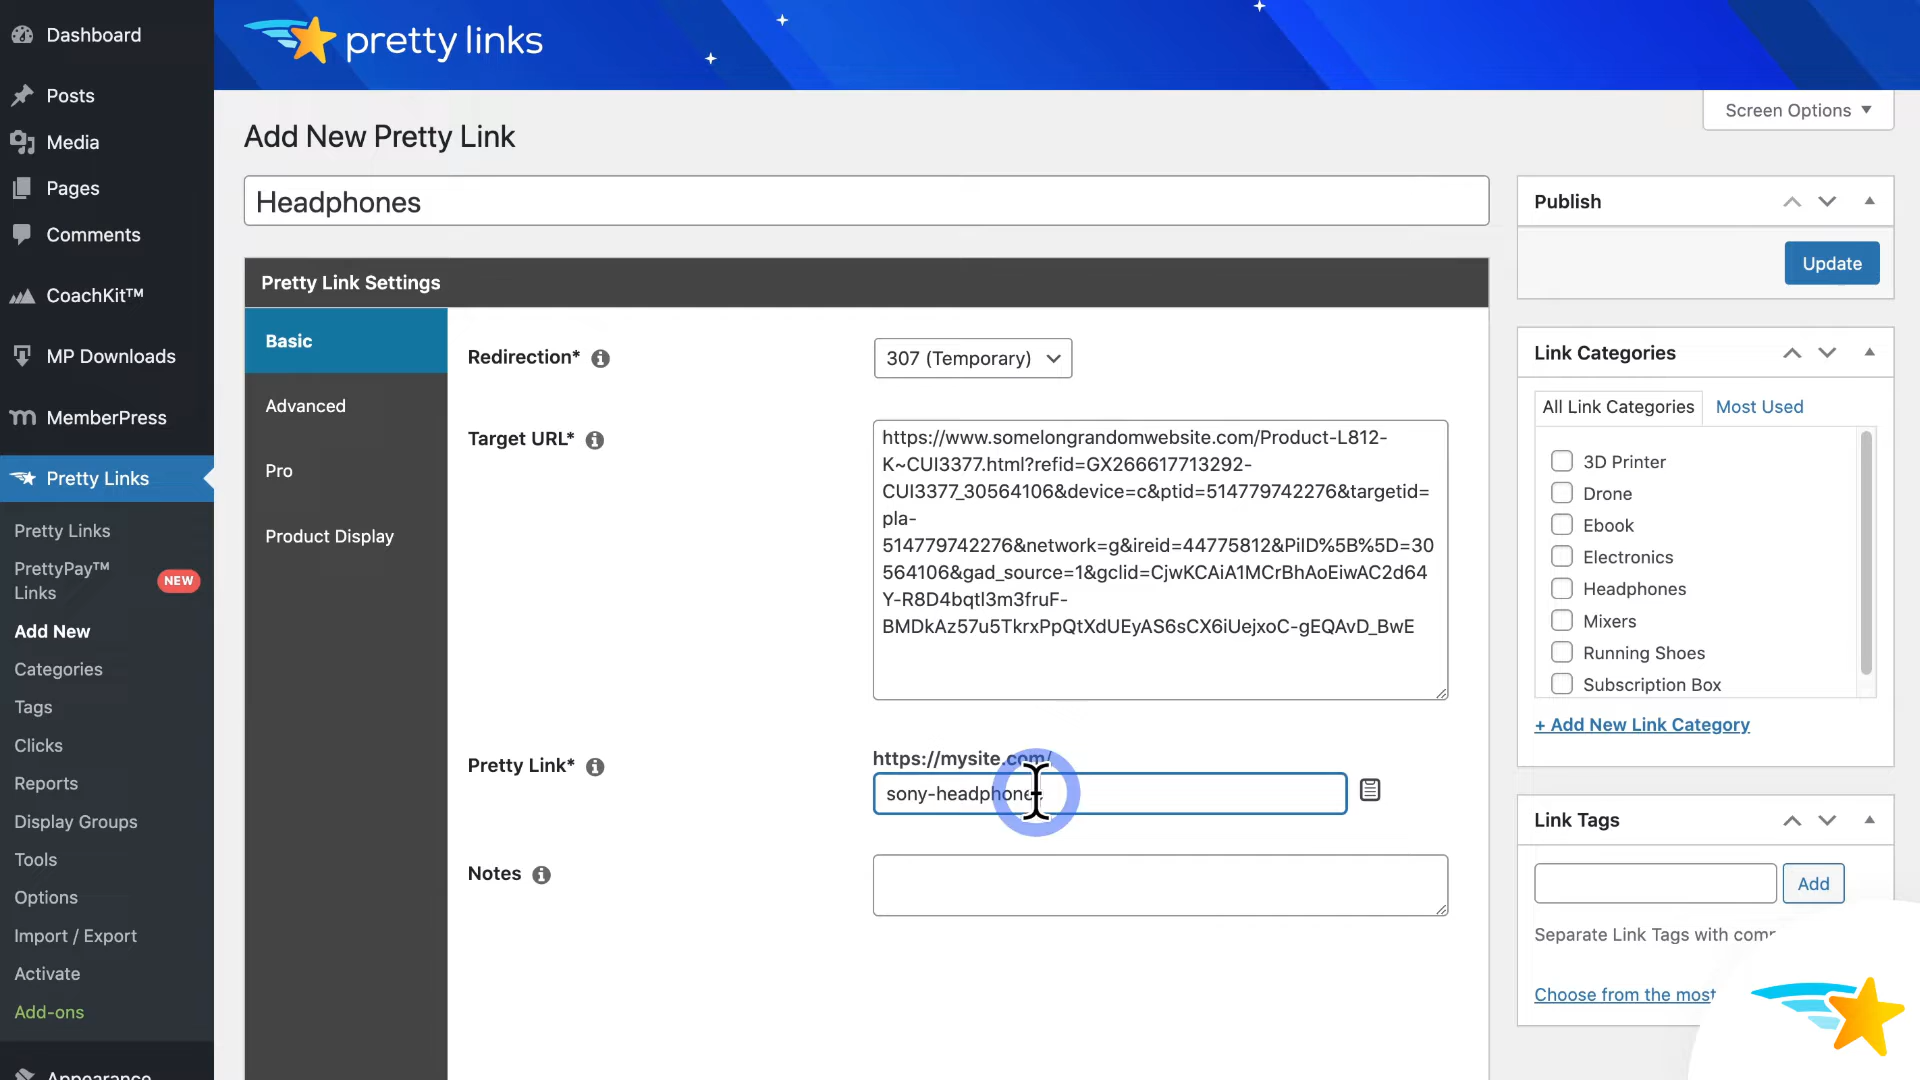 Dashboard
Posts
Media
Pages
Comments
CoachKit™
MP Downloads
MemberPress
Pretty Links
Pretty Links
PrettyPay™
Links
NEW
Add New
Categories
Tags
Clicks
Reports
Display Groups
Tools
Options
Import / Export
Activate
Add-ons
Appearance
pretty links
Screen Options
Add New Pretty Link
Headphones
Pretty Link Settings
Basic
Advanced
Pro
Product Display
Redirection*
307 (Temporary)
Target URL*
https://www.somelongrandomwebsite.com/Product-L812-
K~CUI3377.html?refid=GX266617713292-
CUI3377_30564106&device=c&ptid=514779742276&targetid=
pla-
514779742276&network=g&ireid=44775812&PiID%5B%5D=30
564106&gad_source=1&gclid=CjwKCAiA1MCrBhAoEiwAC2d64
Y-R8D4bqtl3m3fruF-
BMDkAz57u5TkrxPpQtXdUEyAS6sCX6iUejxoC-gEQAvD_BwE
Pretty Link*
https://mysite.com/
sony-headphone
Notes
Publish
Update
Link Categories
All Link Categories
Most Used
3D Printer
Drone
Ebook
Electronics
Headphones
Mixers
Running Shoes
Subscription Box
+ Add New Link Category
Link Tags
Add
Separate Link Tags with
Choose from the most